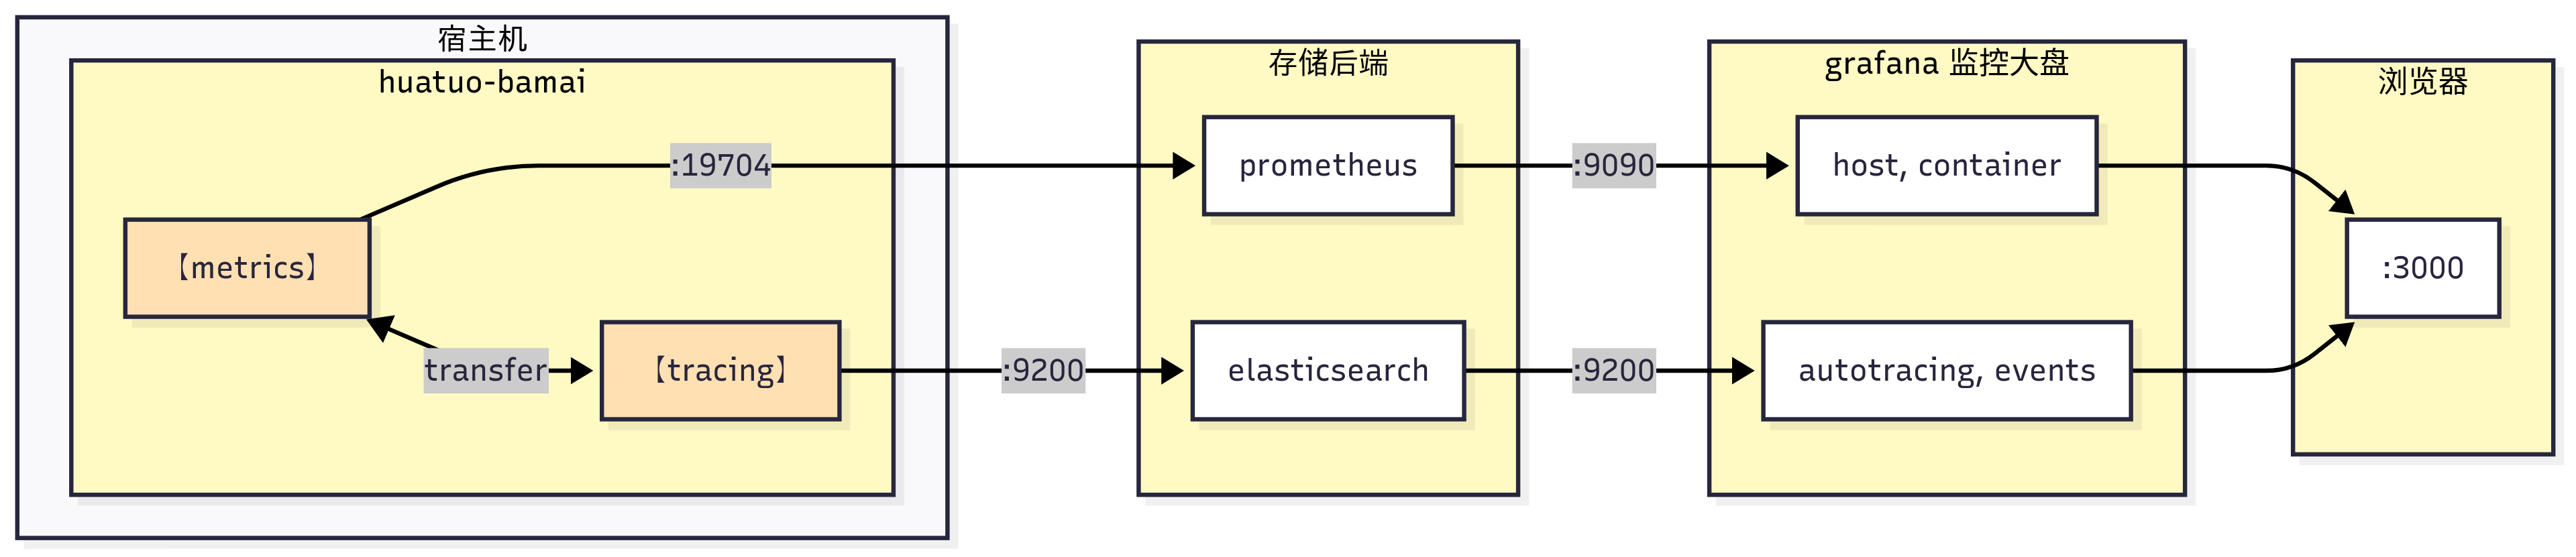 宿主机
huatuo-bamai
:19704
【metrics】
transfer
【tracing】
:9200
存储后端
prometheus
elasticsearch
:9090
:9200
grafana 监控大盘
host, container
autotracing, events
浏览器
:3000